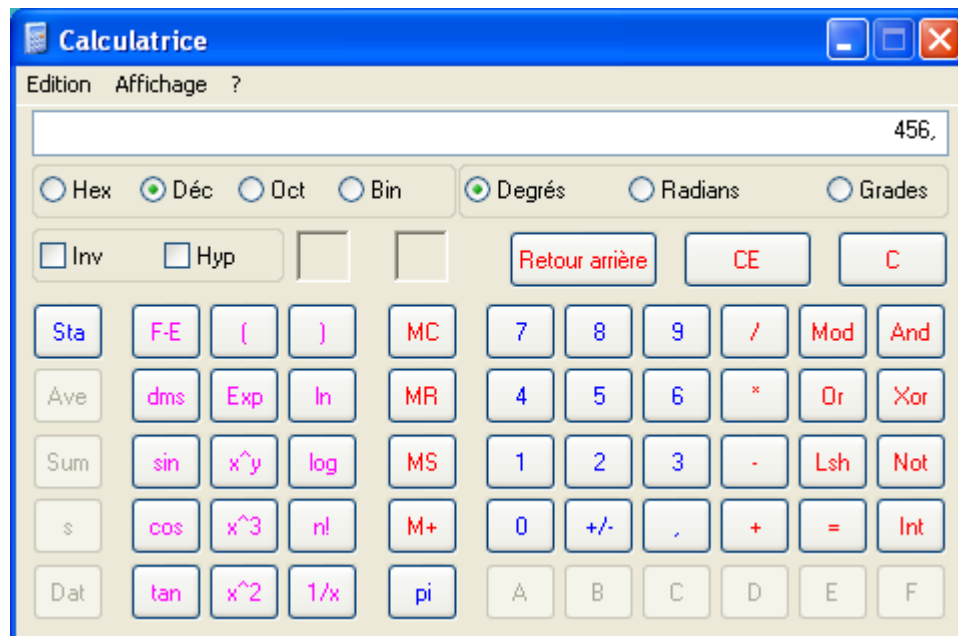 Calculatrice
Edition Affichage ?
456,
Hex Déc Oct Bin Degrés Radians Grades
Inv Hyp Retour arrière CE C
Sta F-E ( ) MC 7 8 9 / Mod And
Ave dms Exp ln MR 4 5 6 * Or Xor
Sum sin x^y log MS 1 2 3 - Lsh Not
s cos x^3 n! M+ 0 +/- , + = Int
Dat tan x^2 1/x pi A B C D E F